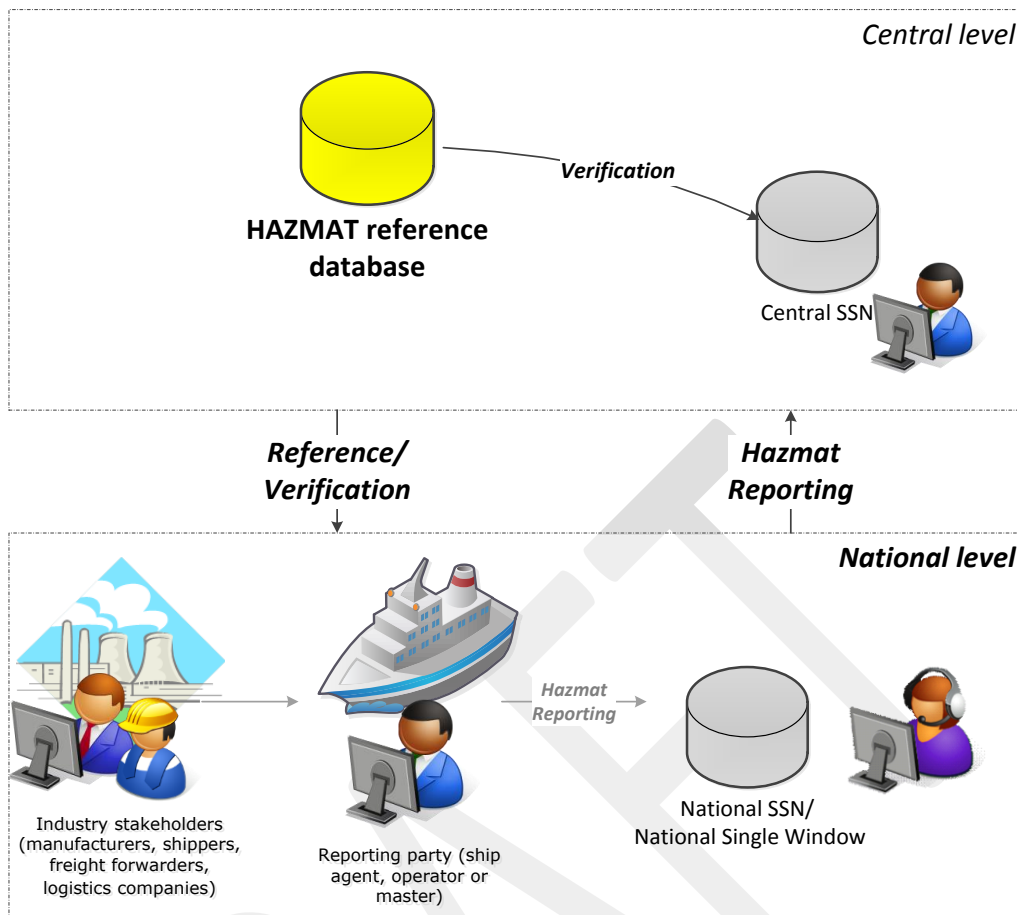 Central level
Verification
HAZMAT reference
database
Central SSN
Reference/
Verification
Hazmat
Reporting
National level
Hazmat
Reporting
Industry stakeholders
(manufacturers, shippers,
freight forwarders,
logistics companies)
Reporting party (ship
agent, operator or
master)
National SSN/
National Single Window